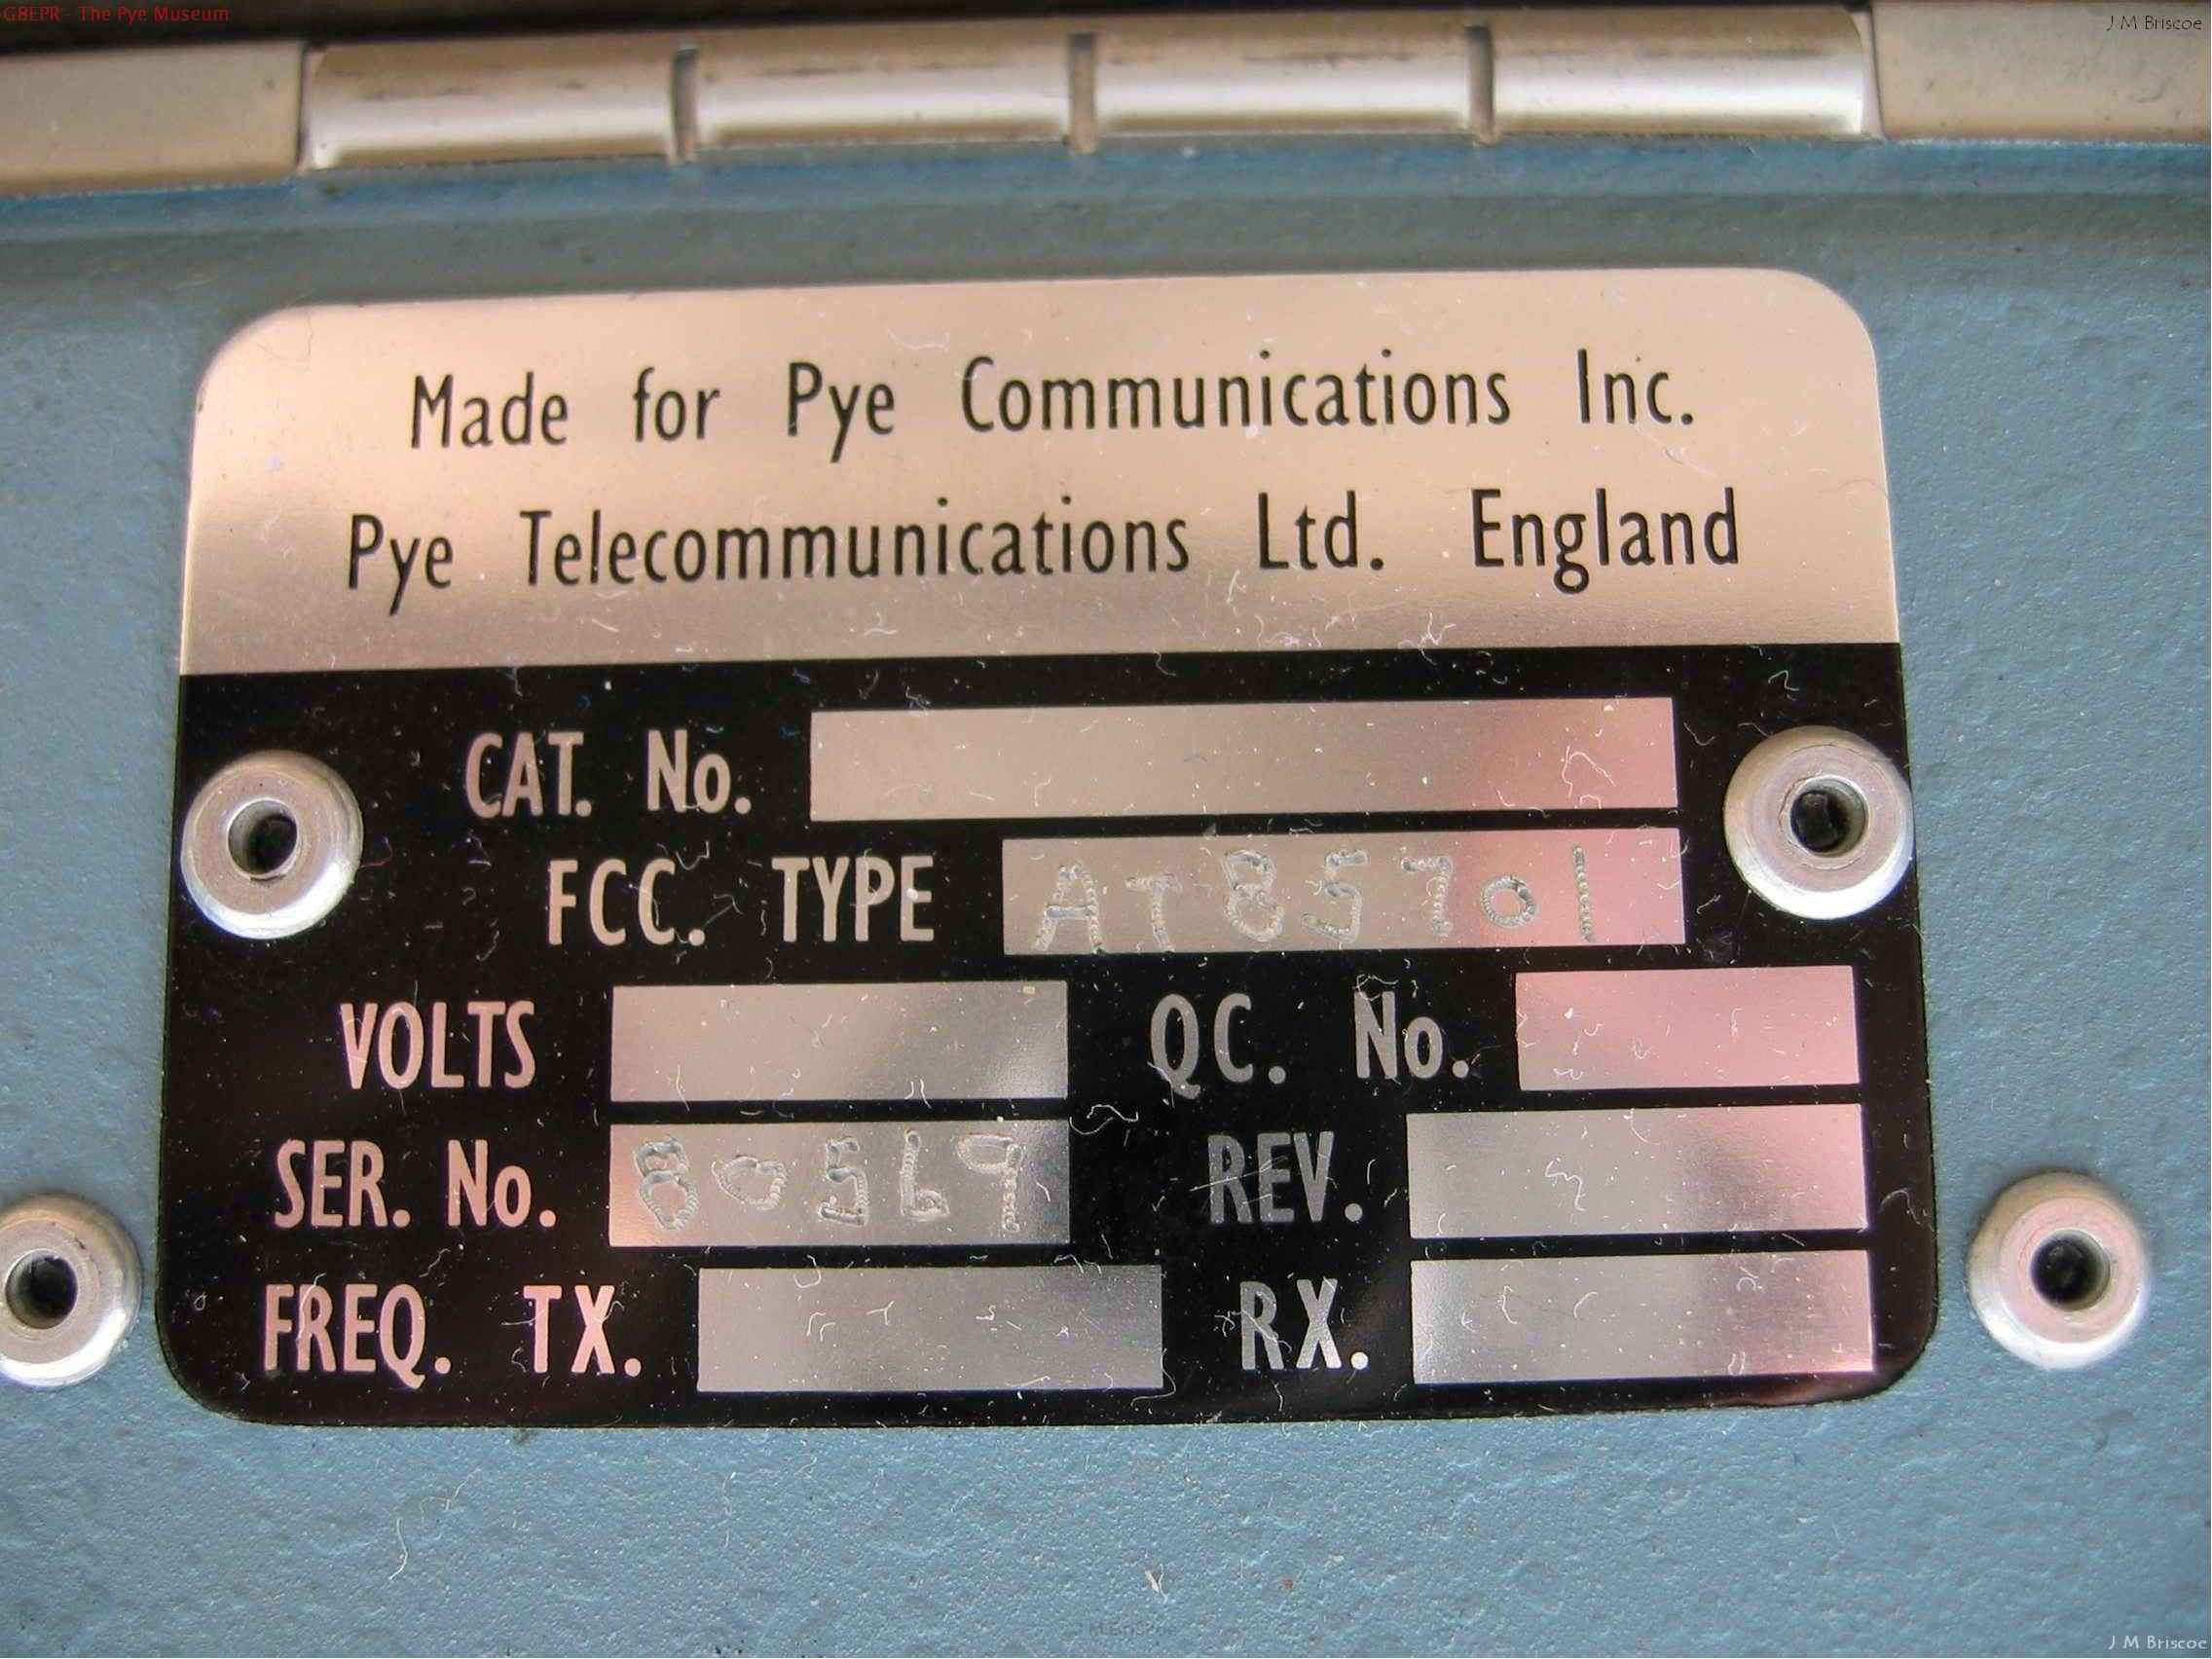 G8EPR - The Pye Museum
J M Briscoe
Made for Pye Communications Inc.
Pye Telecommunications Ltd. England
CAT. No.
FCC. TYPE AT85701
VOLTS QC. No.
SER. No. 80569 REV.
FREQ. TX. RX.
J M Briscoe
J M Briscoe